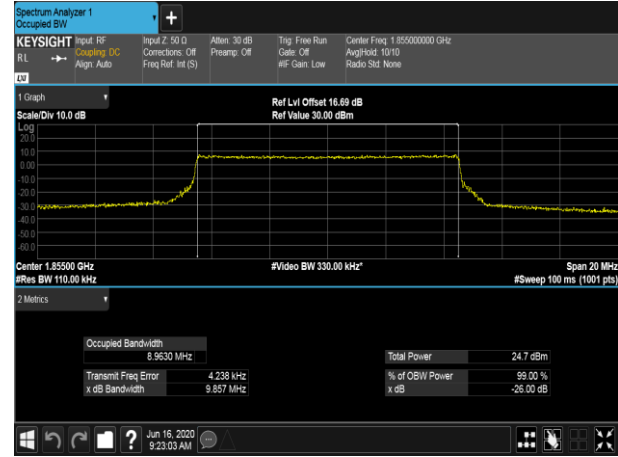 Spectrum Analyzer 1
Occupied BW
+
KEYSIGHT Input: RF Input Z: 50 Ω Atten: 30 dB Trig: Free Run Center Freq: 1.855000000 GHz
RL Coupling: DC Corrections: Off Preamp: Off Gate: Off Avg|Hold: 10/10
Align: Auto Freq Ref: Int (S) #IF Gain: Low Radio Std: None
LXI
1 Graph
Ref Lvl Offset 16.69 dB
Scale/Div 10.0 dB Ref Value 30.00 dBm
Log
20.0
10.0
0.00
-10.0
-20.0
-30.0
-40.0
-50.0
-60.0
Center 1.85500 GHz #Video BW 330.00 kHz* Span 20 MHz
#Res BW 110.00 kHz #Sweep 100 ms (1001 pts)
2 Metrics
Occupied Bandwidth
8.9630 MHz Total Power 24.7 dBm
Transmit Freq Error 4.238 kHz % of OBW Power 99.00 %
x dB Bandwidth 9.857 MHz x dB -26.00 dB
? Jun 16, 2020
9:23:03 AM